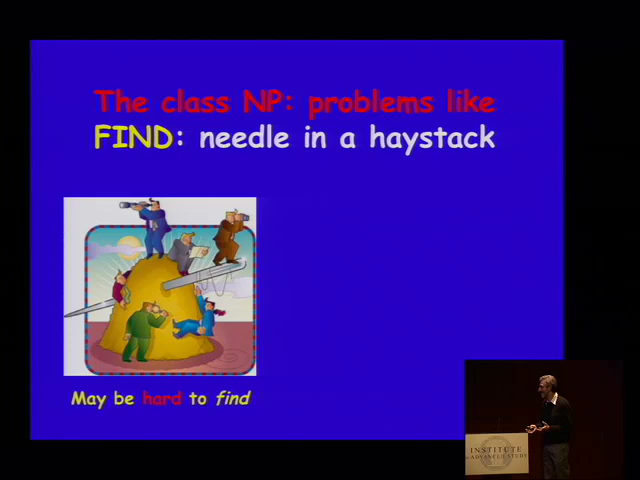 The class NP: problems like
FIND: needle in a haystack
May be hard to find
INSTITUTE
ADVANCED STUDY